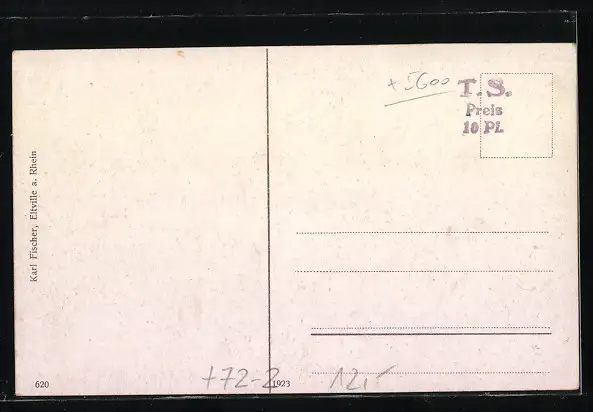 +5600
T. S.
Preis
10 Pf.
Karl Fischer, Eltville a. Rhein
620
+72-2
1923
12,-